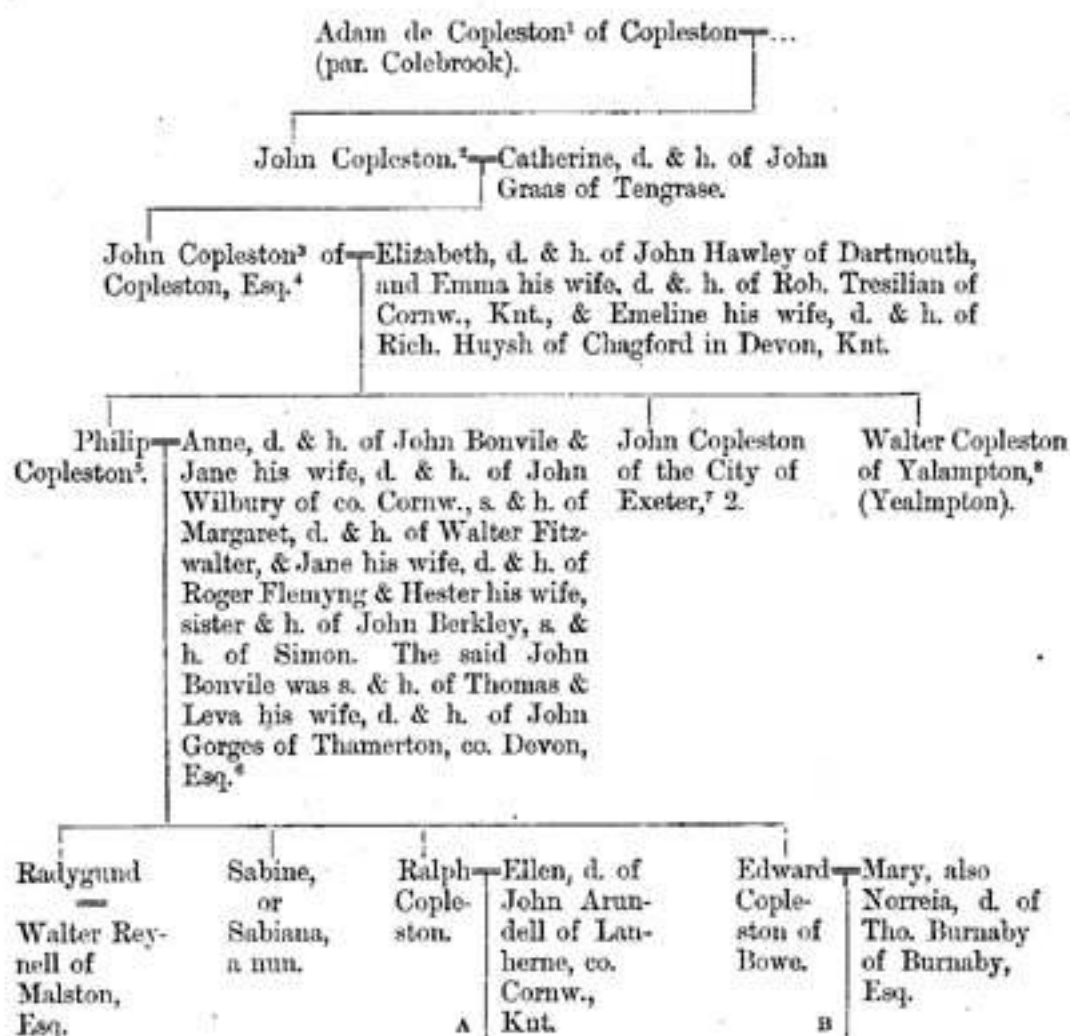 Adam de Copleston¹ of Copleston ...
(par. Colebrook).
John Copleston.²
Catherine, d. & h. of John
Graas of Tengrase.
John Copleston³ of
Copleston, Esq.⁴
Elizabeth, d. & h. of John Hawley of Dartmouth,
and Emma his wife, d. &. h. of Rob. Tresilian of
Cornw., Knt., & Emeline his wife, d. & h. of
Rich. Huysh of Chagford in Devon, Knt.
Philip
Copleston⁵.
Anne, d. & h. of John Bonvile &
Jane his wife, d. & h. of John
Wilbury of co. Cornw., s. & h. of
Margaret, d. & h. of Walter Fitz-
walter, & Jane his wife, d. & h. of
Roger Flemyng & Hester his wife,
sister & h. of John Berkley, s. &
h. of Simon. The said John
Bonvile was s. & h. of Thomas &
Leva his wife, d. & h. of John
Gorges of Thamerton, co. Devon,
Esq.⁶
John Copleston
of the City of
Exeter,⁷ 2.
Walter Copleston
of Yalampton,⁸
(Yealmpton).
Radygund
Walter Rey-
nell of
Malston,
Esq.
Sabine,
or
Sabiana,
a nun.
Ralph
Cople-
ston.
A
Ellen, d. of
John Arun-
dell of Lan-
herne, co.
Cornw.,
Knt.
Edward
Cople-
ston of
Bowe.
B
Mary, also
Norreia, d. of
Tho. Burnaby
of Burnaby,
Esq.